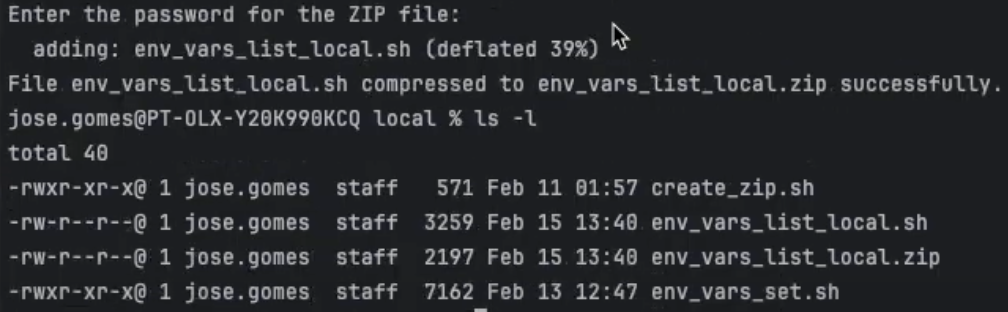 Enter the password for the ZIP file:
  adding: env_vars_list_local.sh (deflated 39%)
File env_vars_list_local.sh compressed to env_vars_list_local.zip successfully.
jose.gomes@PT-OLX-Y20K990KCQ local % ls -l
total 40
-rwxr-xr-x@ 1 jose.gomes  staff   571 Feb 11 01:57 create_zip.sh
-rw-r--r--@ 1 jose.gomes  staff  3259 Feb 15 13:40 env_vars_list_local.sh
-rw-r--r--@ 1 jose.gomes  staff  2197 Feb 15 13:40 env_vars_list_local.zip
-rwxr-xr-x@ 1 jose.gomes  staff  7162 Feb 13 12:47 env_vars_set.sh